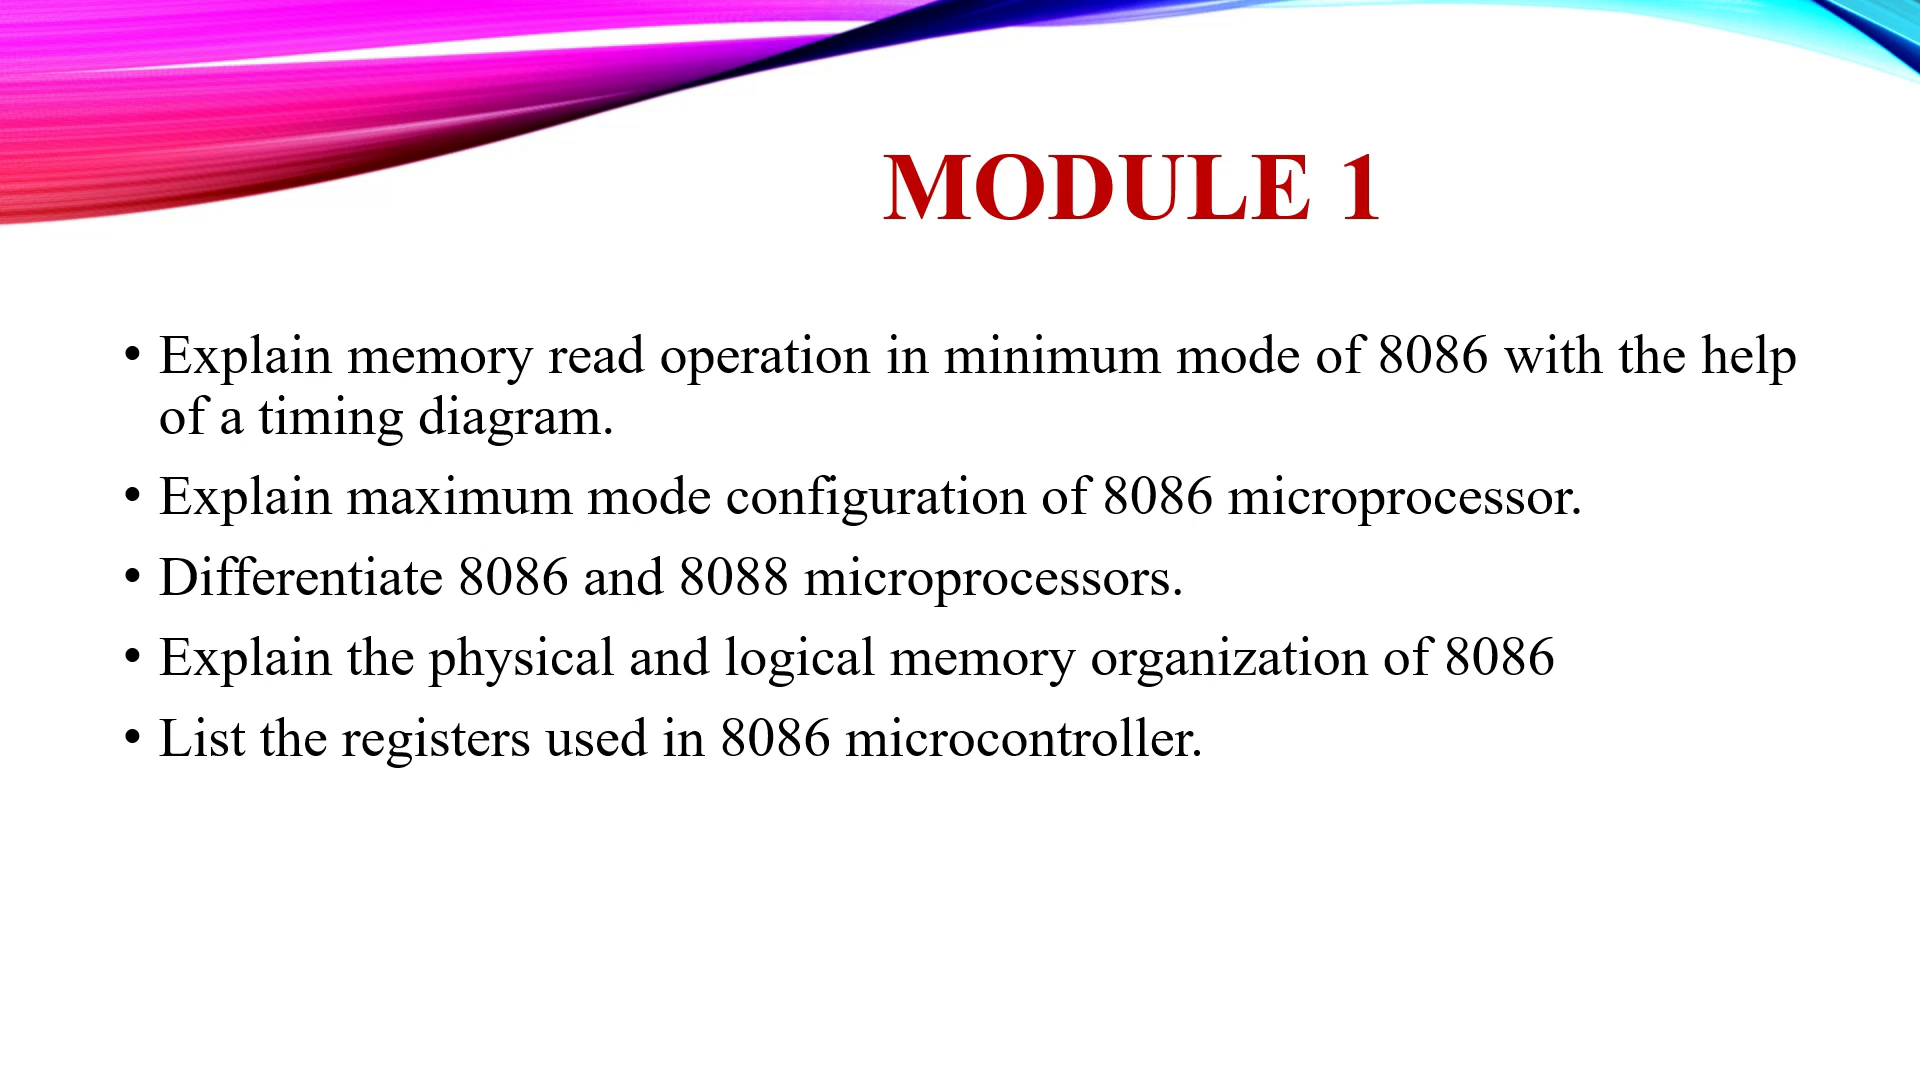 MODULE 1
• Explain memory read operation in minimum mode of 8086 with the help
of a timing diagram.
• Explain maximum mode configuration of 8086 microprocessor.
• Differentiate 8086 and 8088 microprocessors.
• Explain the physical and logical memory organization of 8086
• List the registers used in 8086 microcontroller.